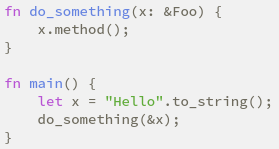 fn do_something(x: &Foo) {
    x.method();
}

fn main() {
    let x = "Hello".to_string();
    do_something(&x);
}